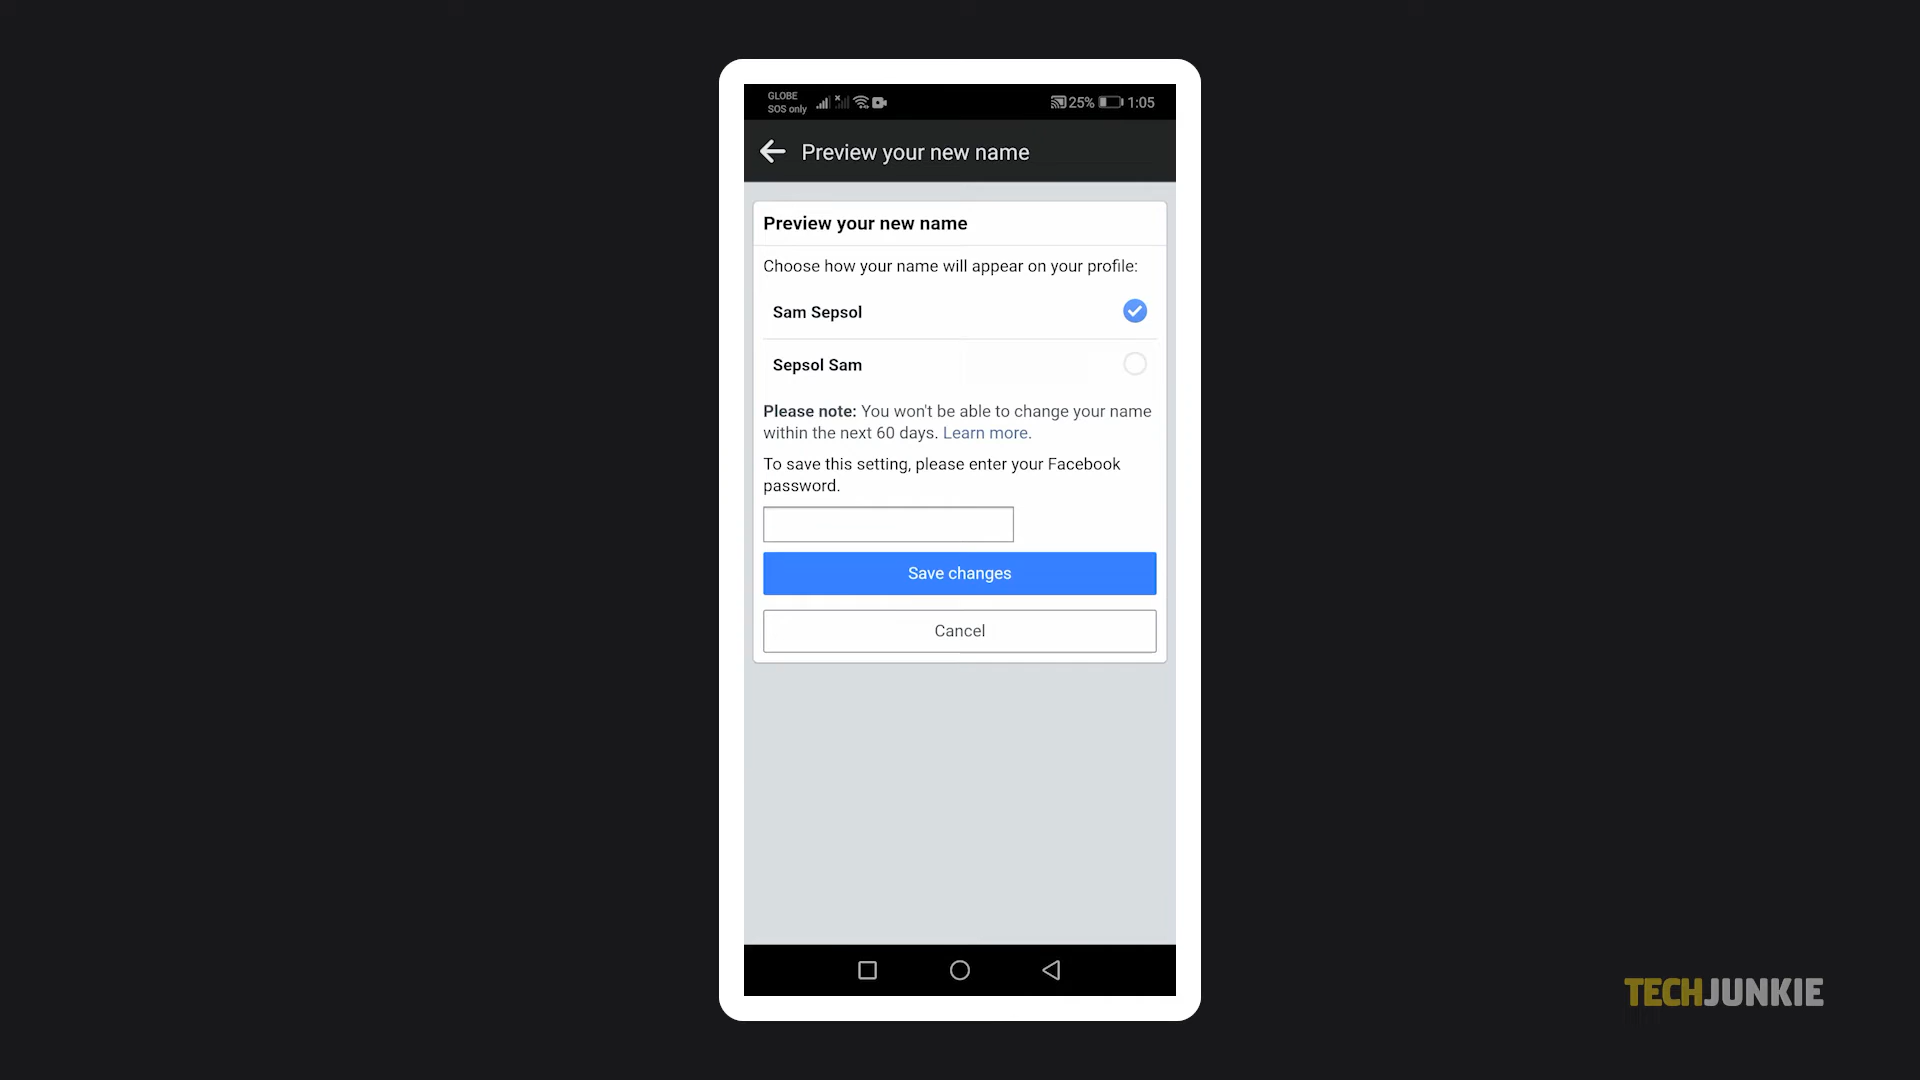 GLOBE
SOS only
25% 1:05
Preview your new name
Preview your new name
Choose how your name will appear on your profile:
Sam Sepsol
Sepsol Sam
Please note: You won't be able to change your name
within the next 60 days. Learn more.
To save this setting, please enter your Facebook
password.
Save changes
Cancel
TECHJUNKIE